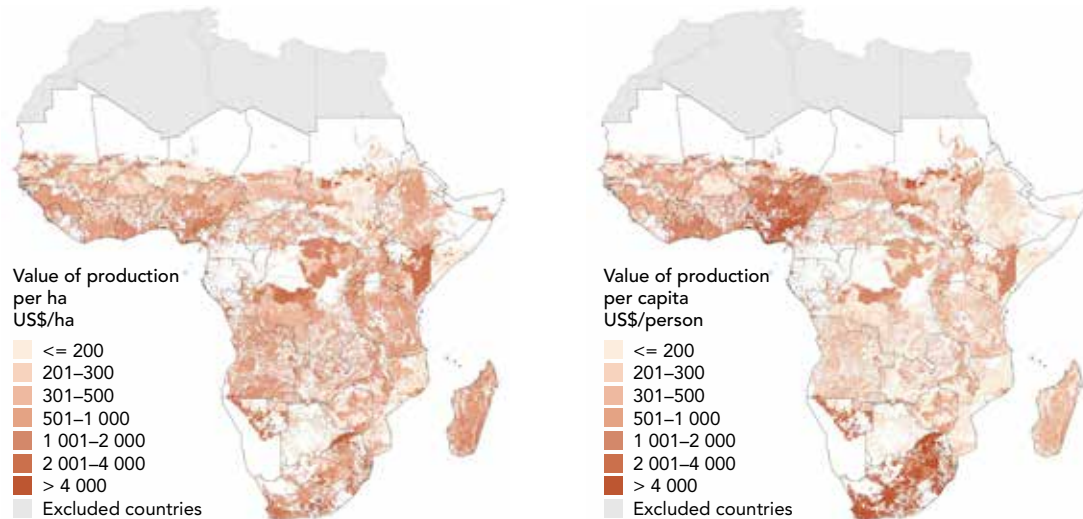 Value of production
per ha
US$/ha
<= 200
201–300
301–500
501–1 000
1 001–2 000
2 001–4 000
> 4 000
Excluded countries
Value of production
per capita
US$/person
<= 200
201–300
301–500
501–1 000
1 001–2 000
2 001–4 000
> 4 000
Excluded countries